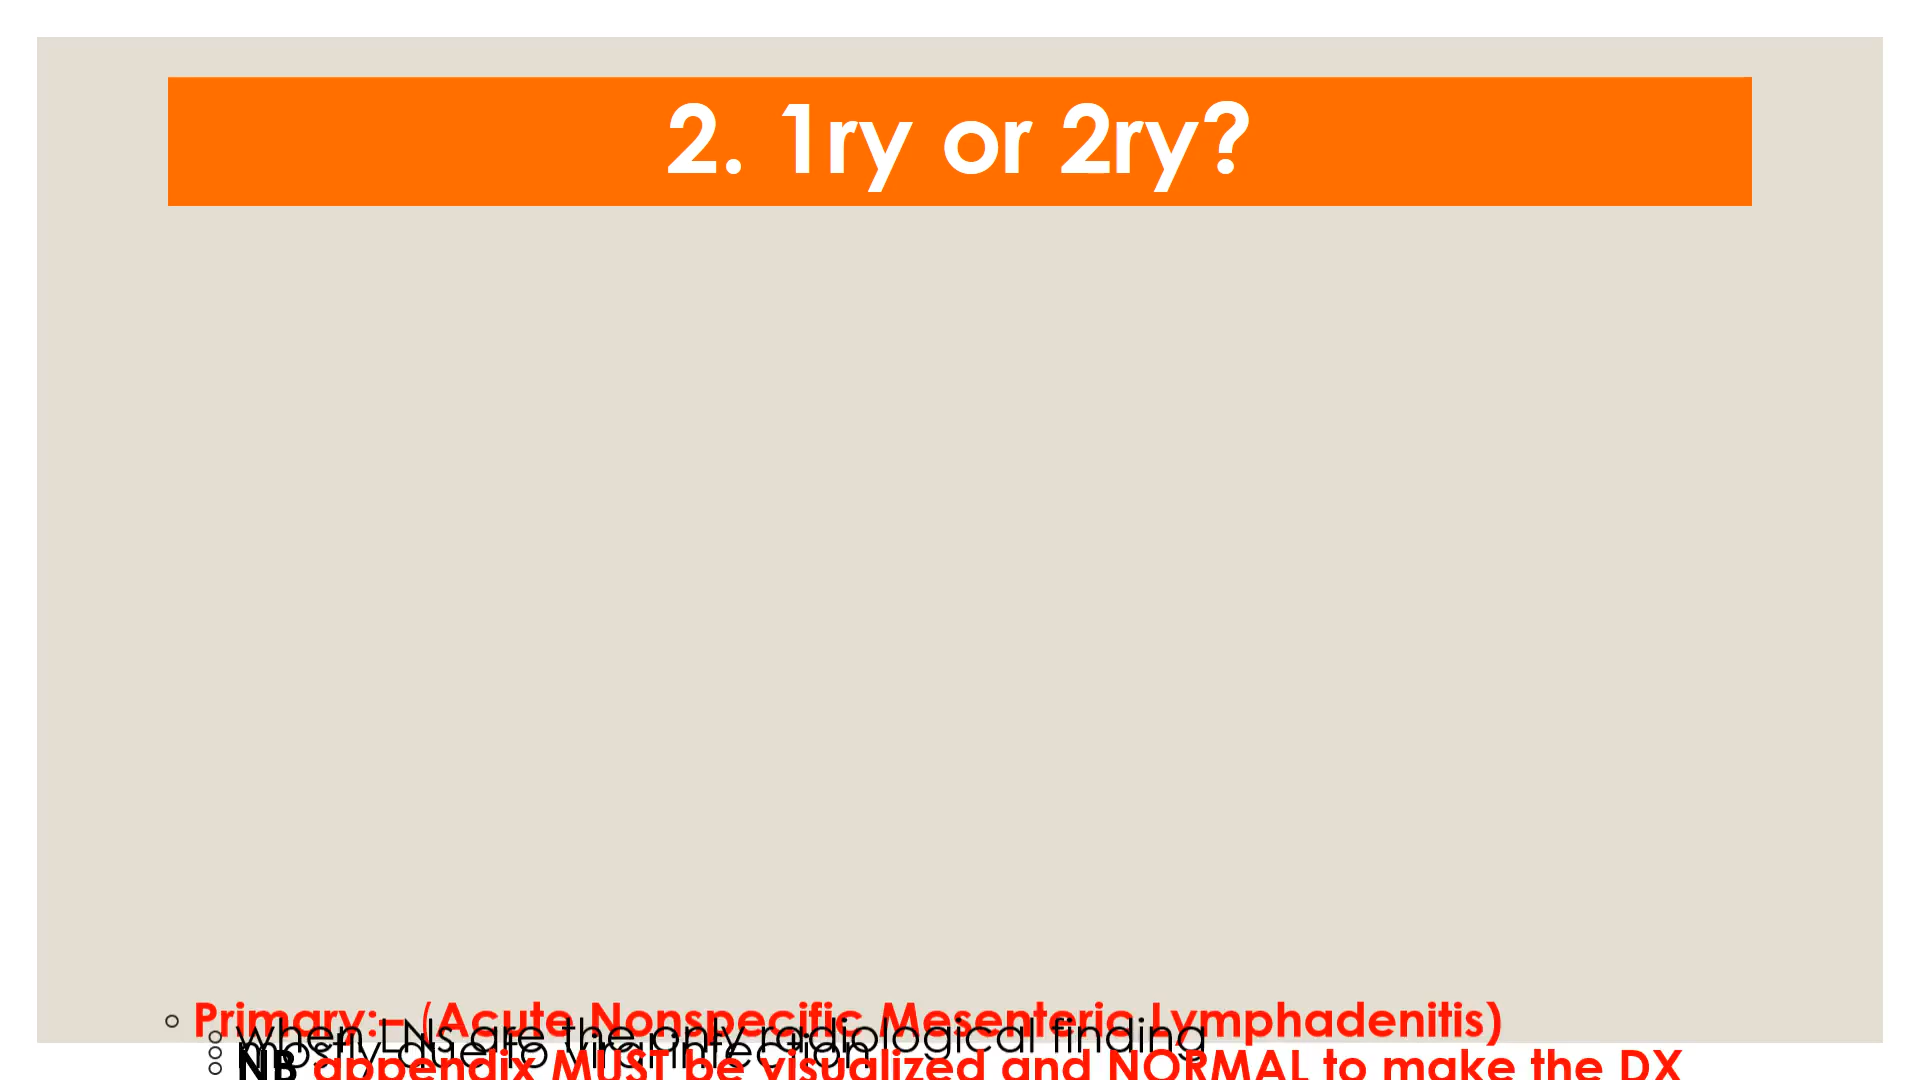 2. 1ry or 2ry?
Primary:- (Acute Nonspecific Mesenteric Lymphadenitis)
when LNs are the only radiological finding
mostly due to viral infection
NB appendix MUST be visualized and NORMAL to make the DX